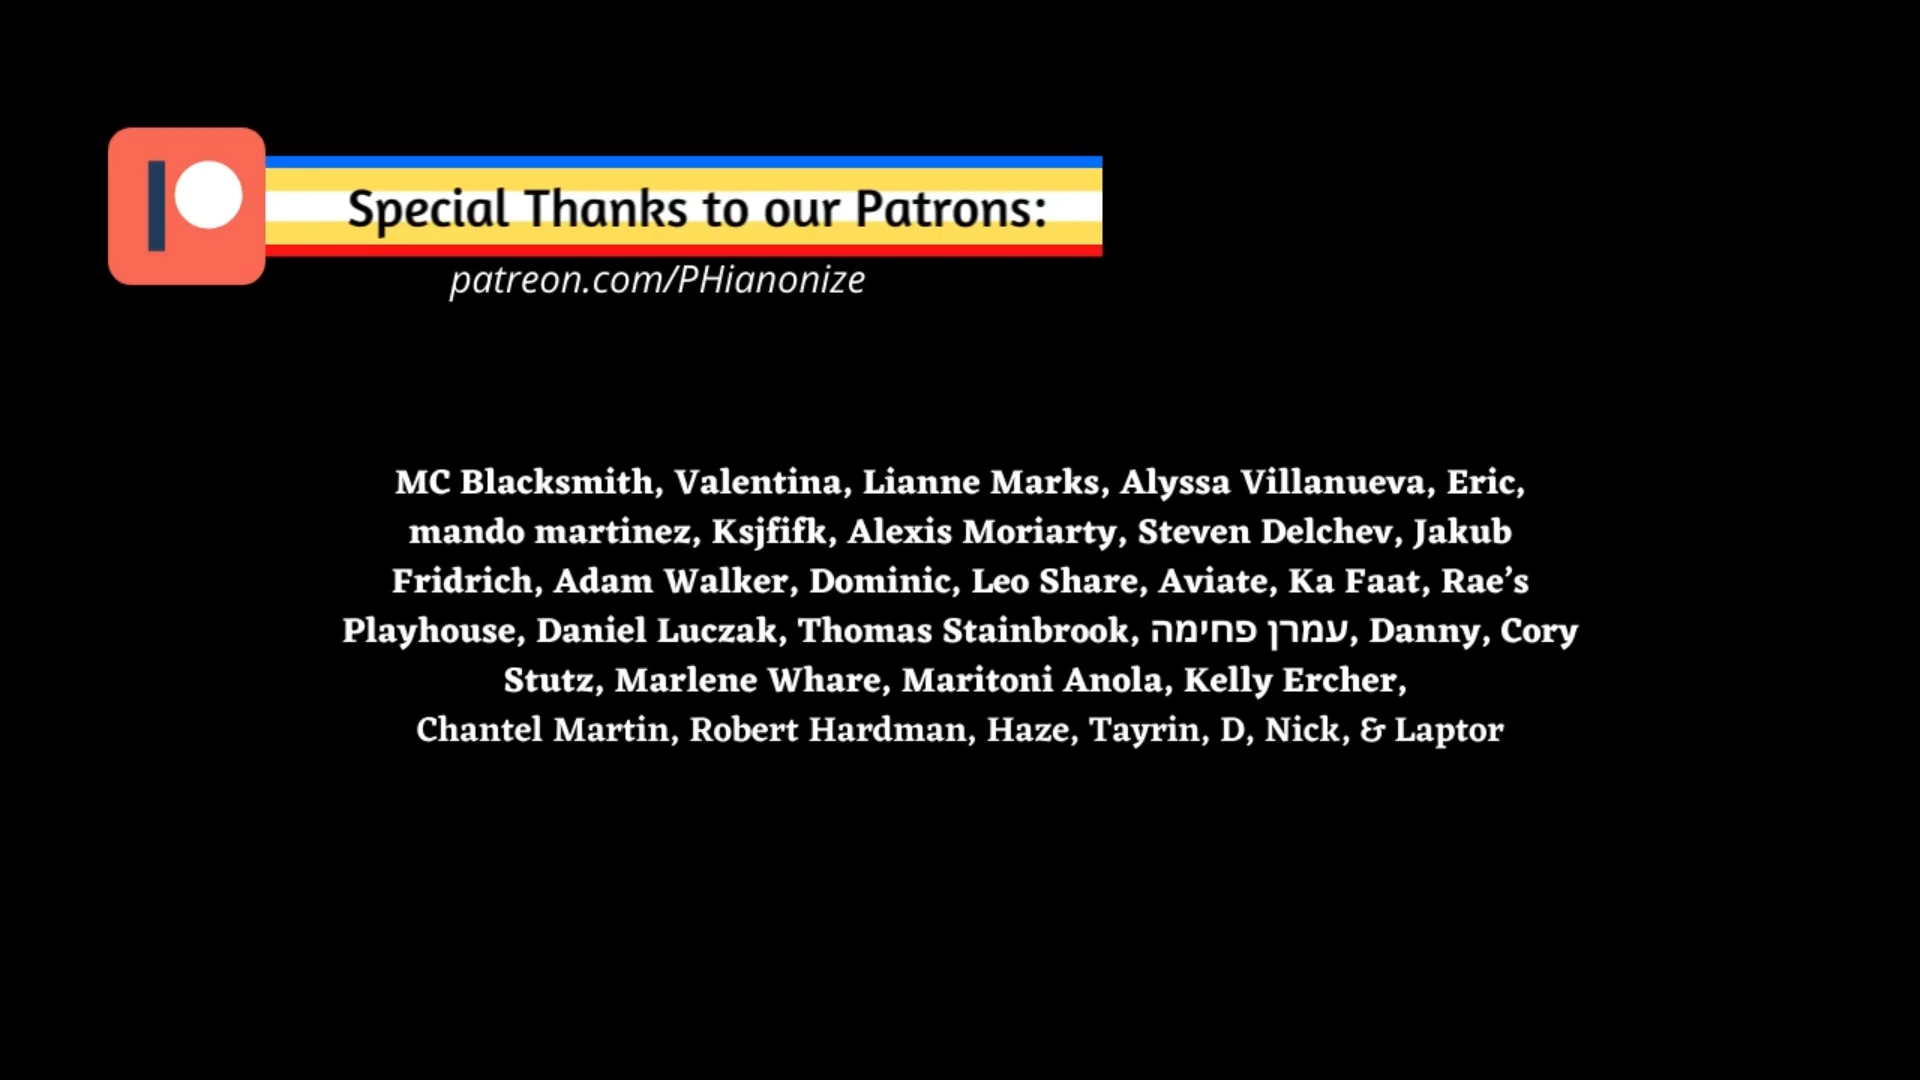 Special Thanks to our Patrons:
patreon.com/PHianonize
MC Blacksmith, Valentina, Lianne Marks, Alyssa Villanueva, Eric,
mando martinez, Ksjfifk, Alexis Moriarty, Steven Delchev, Jakub
Fridrich, Adam Walker, Dominic, Leo Share, Aviate, Ka Faat, Rae’s
Playhouse, Daniel Luczak, Thomas Stainbrook, עמרן פחימה, Danny, Cory
Stutz, Marlene Whare, Maritoni Anola, Kelly Ercher,
Chantel Martin, Robert Hardman, Haze, Tayrin, D, Nick, & Laptor